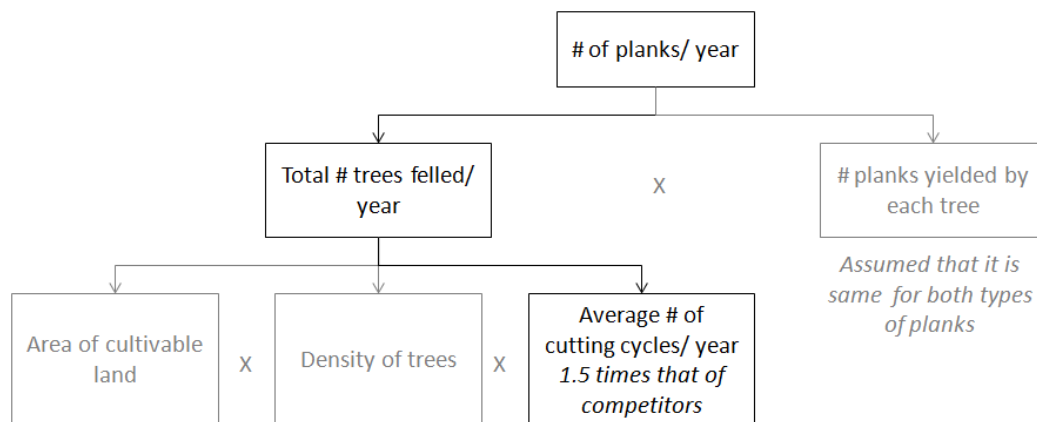 # of planks/ year
Total # trees felled/
year
X
# planks yielded by
each tree
Assumed that it is
same for both types
of planks
Area of cultivable
land
X
Density of trees
X
Average # of
cutting cycles/ year
1.5 times that of
competitors